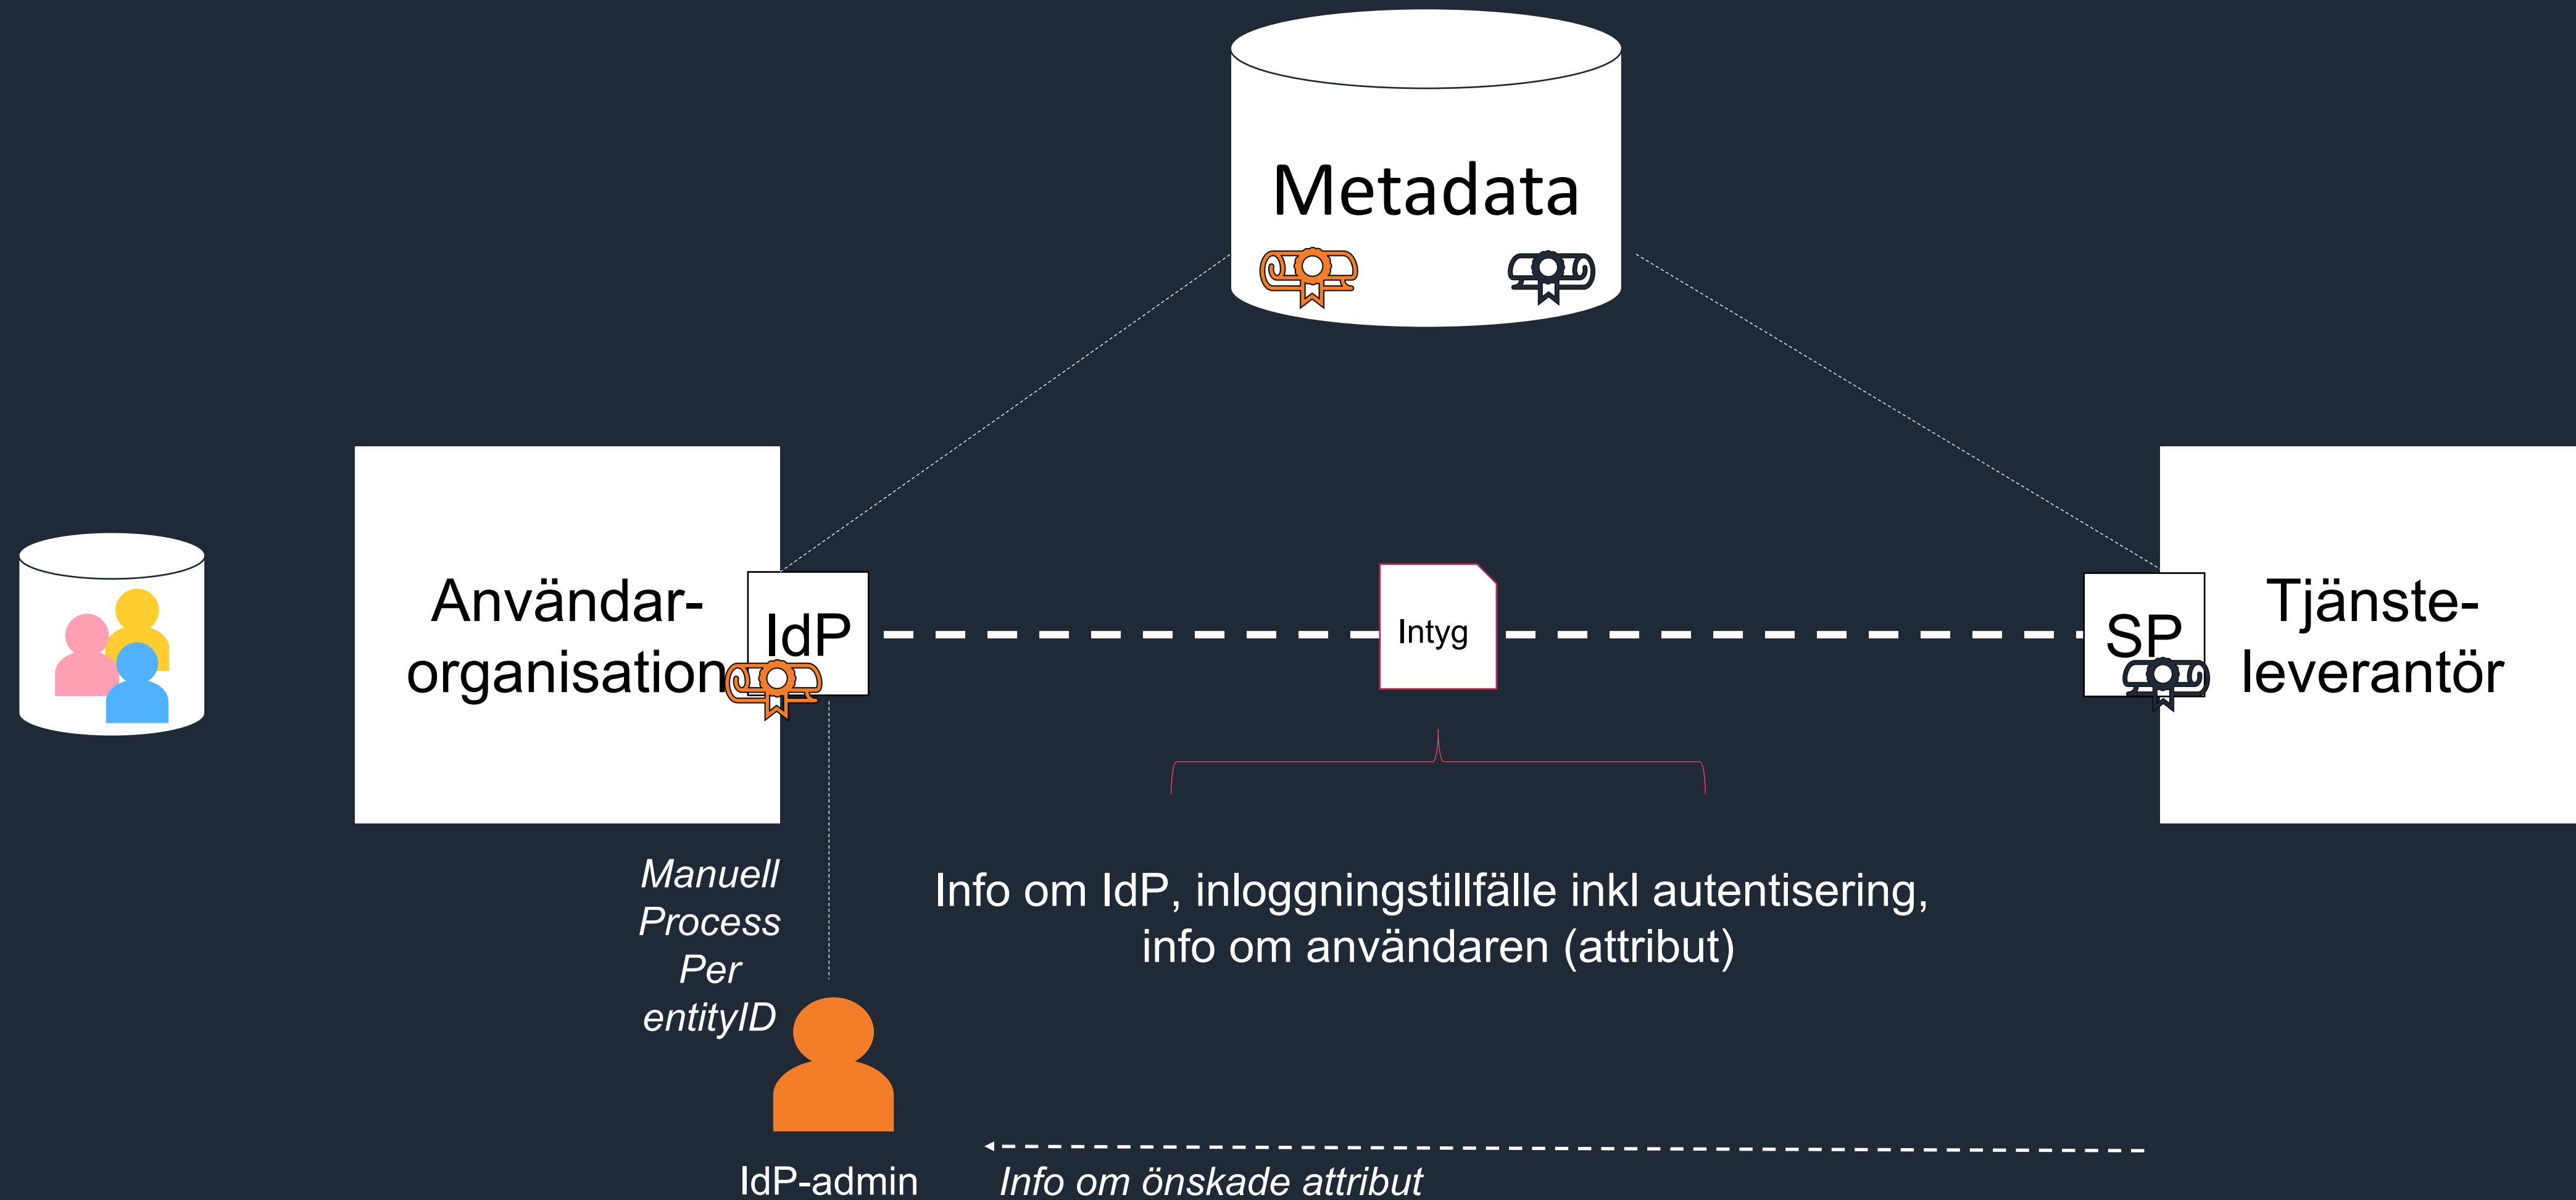 Metadata
Användar-
organisation
IdP
Intyg
SP
Tjänste-
leverantör
Manuell
Process
Per
entityID
Info om IdP, inloggningstillfälle inkl autentisering,
info om användaren (attribut)
IdP-admin
Info om önskade attribut